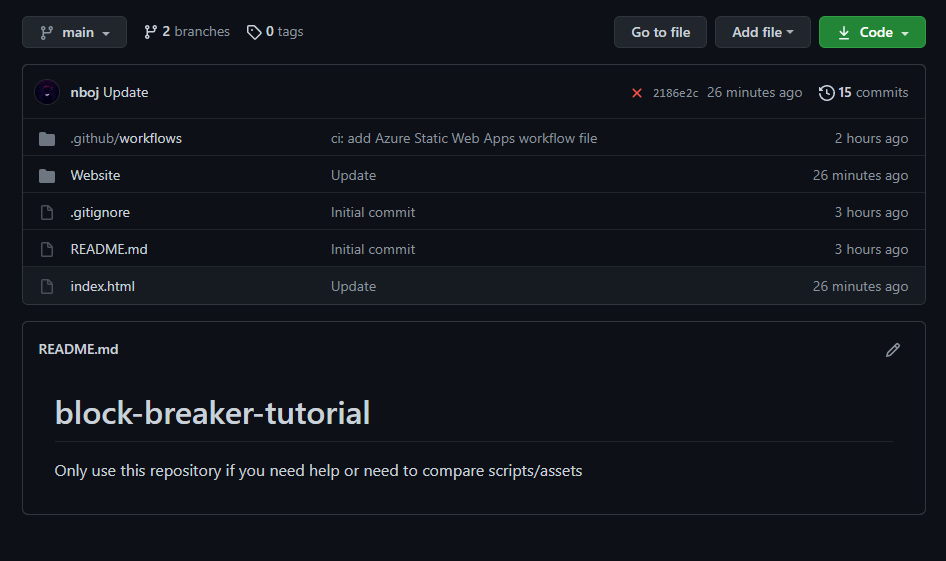 main 2 branches 0 tags Go to file Add file Code
nboj Update 2186e2c 26 minutes ago 15 commits
.github/workflows ci: add Azure Static Web Apps workflow file 2 hours ago
Website Update 26 minutes ago
.gitignore Initial commit 3 hours ago
README.md Initial commit 3 hours ago
index.html Update 26 minutes ago
README.md
block-breaker-tutorial
Only use this repository if you need help or need to compare scripts/assets